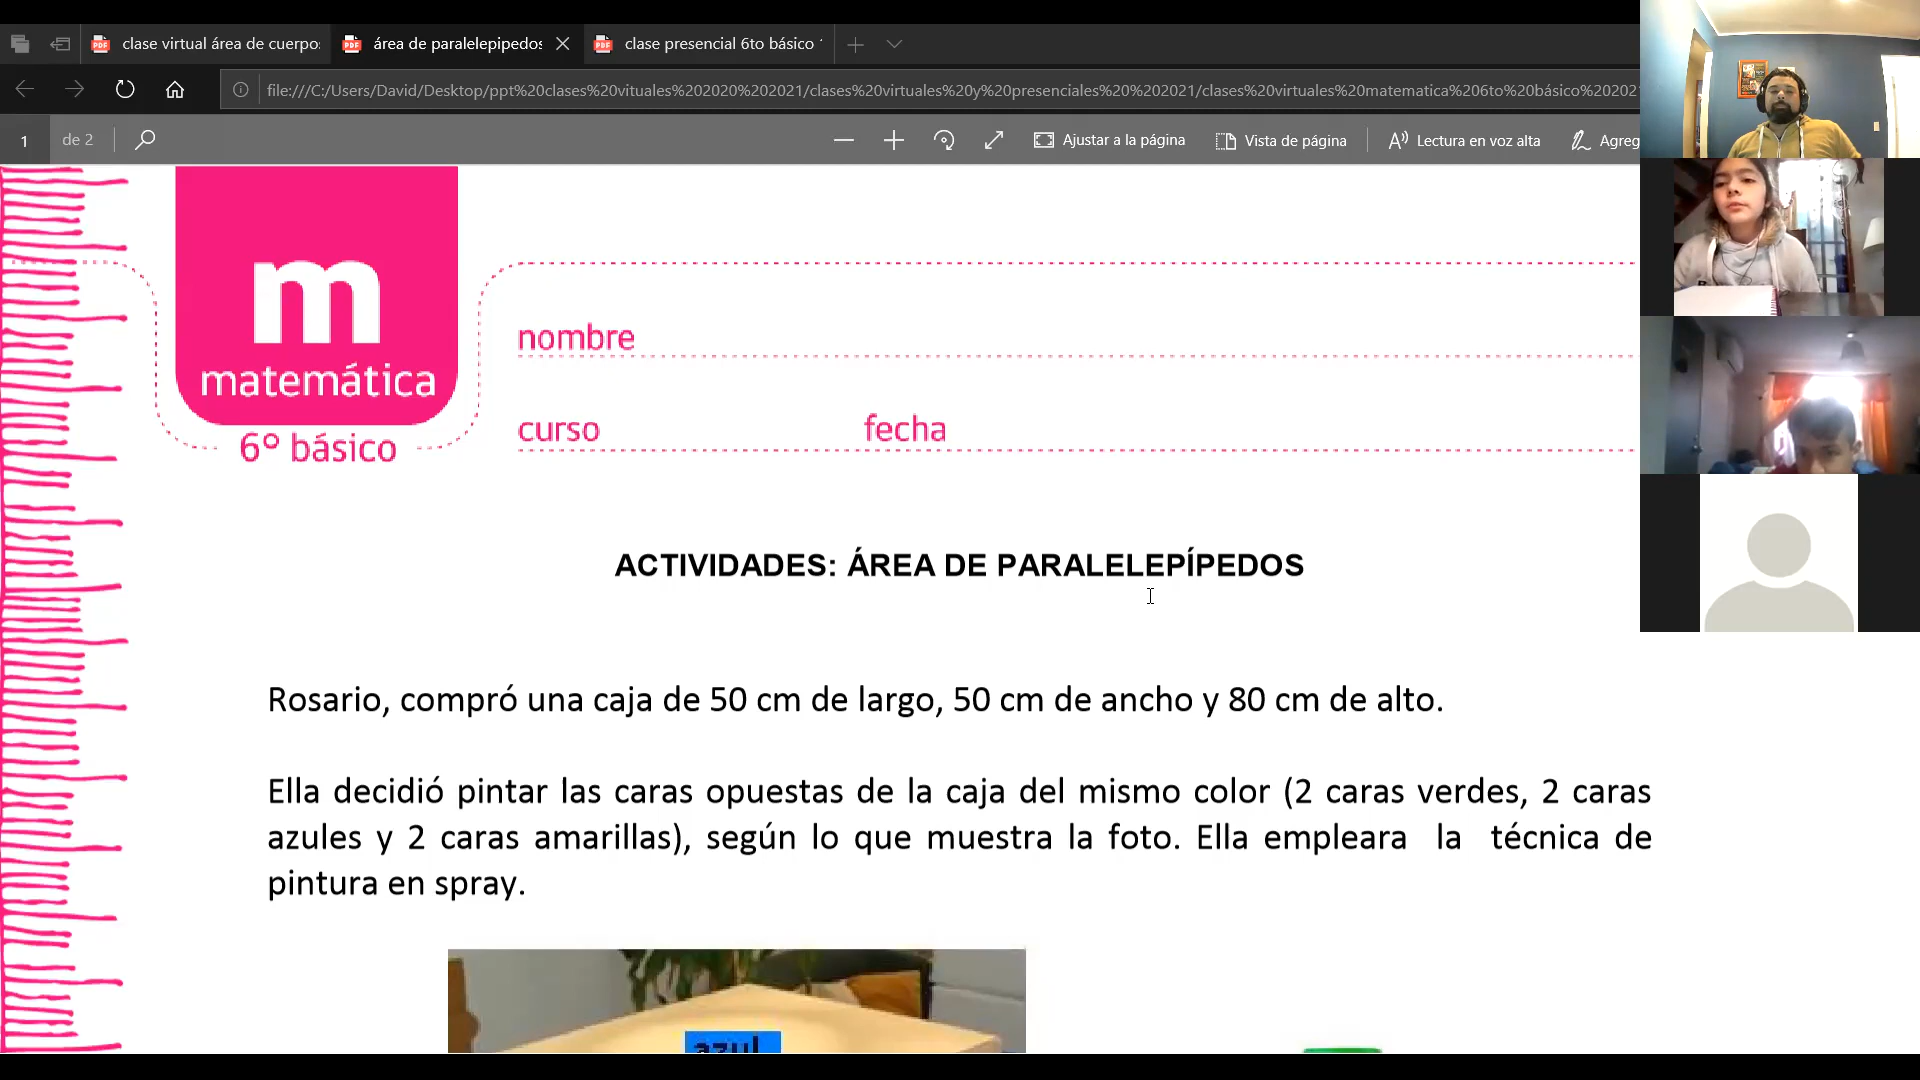 clase virtual área de cuerpo
área de paralelepipedos
clase presencial 6to básico
file:///C:/Users/David/Desktop/ppt%20clases%20vituales%202020%202021/clases%20virtuales%20y%20presenciales%20%202021/clases%20virtuales%20matematica%206to%20básico%202021
1 de 2
Ajustar a la página
Vista de página
Lectura en voz alta
Agreg
m
matemática
6º básico
nombre
curso
fecha
ACTIVIDADES: ÁREA DE PARALELEPÍPEDOS
Rosario, compró una caja de 50 cm de largo, 50 cm de ancho y 80 cm de alto.
Ella decidió pintar las caras opuestas de la caja del mismo color (2 caras verdes, 2 caras
azules y 2 caras amarillas), según lo que muestra la foto. Ella empleara la técnica de
pintura en spray.
azul